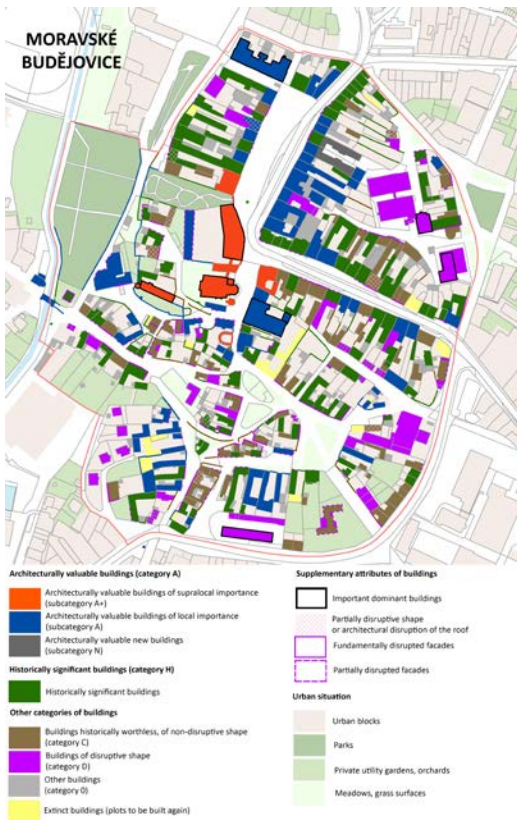 MORAVSKÉ
BUDĚJOVICE
Architecturally valuable buildings (category A)
Architecturally valuable buildings of supralocal importance
(subcategory A+)
Architecturally valuable buildings of local importance
(subcategory A)
Architecturally valuable new buildings
(subcategory N)
Historically significant buildings (category H)
Historically significant buildings
Other categories of buildings
Buildings historically worthless, of non-disruptive shape
(category C)
Buildings of disruptive shape
(category D)
Other buildings
(category 0)
Extinct buildings (plots to be built again)
Supplementary attributes of buildings
Important dominant buildings
Partially disruptive shape
or architectural disruption of the roof
Fundamentally disrupted facades
Partially disrupted facades
Urban situation
Urban blocks
Parks
Private utility gardens, orchards
Meadows, grass surfaces